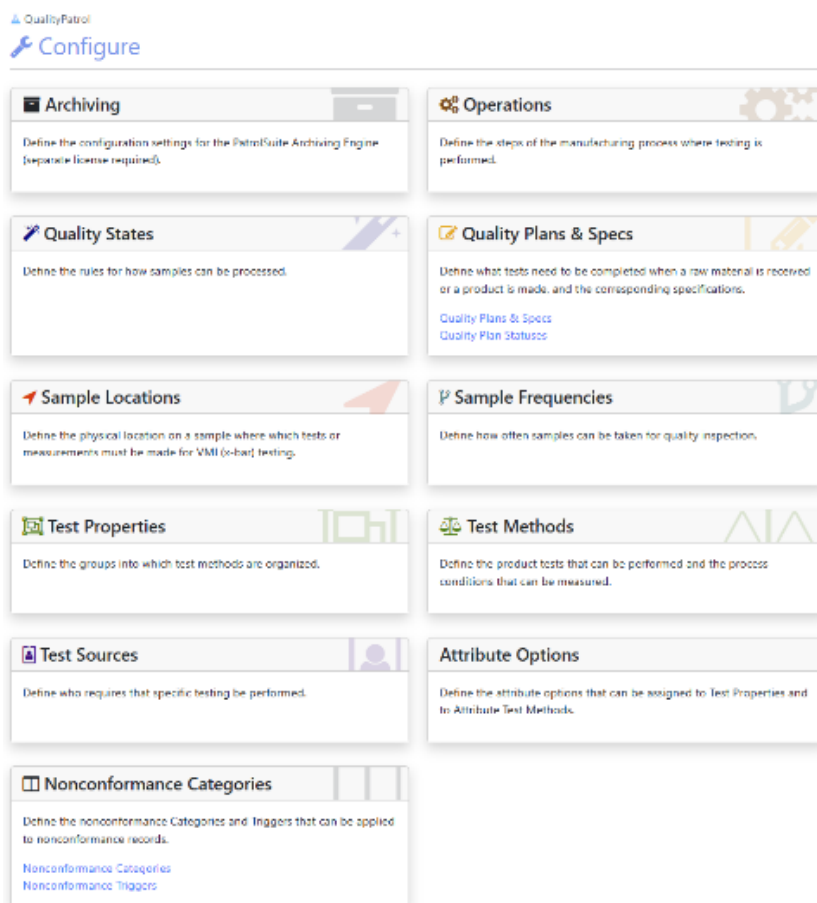 QualityPatrol
Configure
Archiving
Define the configuration settings for the PatrolSuite Archiving Engine
(separate license required).
Operations
Define the steps of the manufacturing process where testing is
performed.
Quality States
Define the rules for how samples can be processed.
Quality Plans & Specs
Define what tests need to be completed when a raw material is received
or a product is made, and the corresponding specifications.
Quality Plans & Specs
Quality Plan Statuses
Sample Locations
Define the physical location on a sample where which tests or
measurements must be made for VMI (x-bar) testing.
Sample Frequencies
Define how often samples can be taken for quality inspection.
Test Properties
Define the groups into which test methods are organized.
Test Methods
Define the product tests that can be performed and the process
conditions that can be measured.
Test Sources
Define who requires that specific testing be performed.
Attribute Options
Define the attribute options that can be assigned to Test Properties and
to Attribute Test Methods.
Nonconformance Categories
Define the nonconformance Categories and Triggers that can be applied
to nonconformance records.
Nonconformance Categories
Nonconformance Triggers